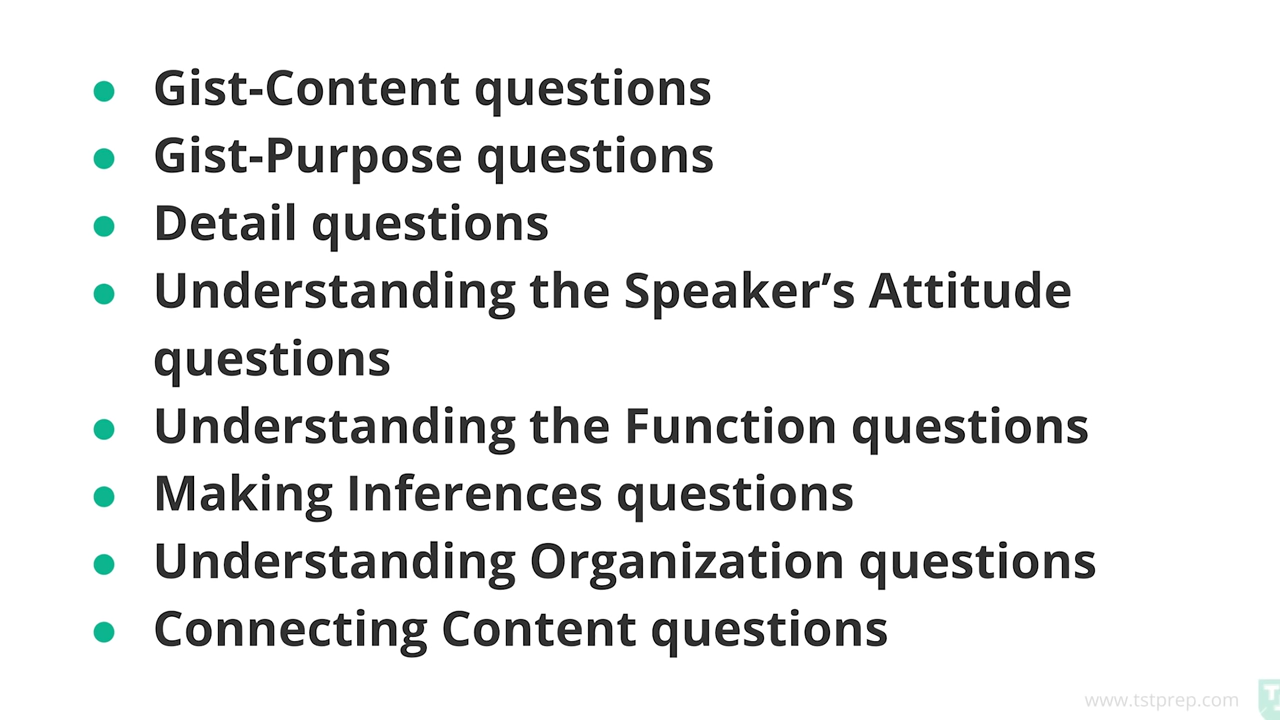 ● Gist-Content questions
● Gist-Purpose questions
● Detail questions
● Understanding the Speaker’s Attitude
questions
● Understanding the Function questions
● Making Inferences questions
● Understanding Organization questions
● Connecting Content questions
www.tstprep.com